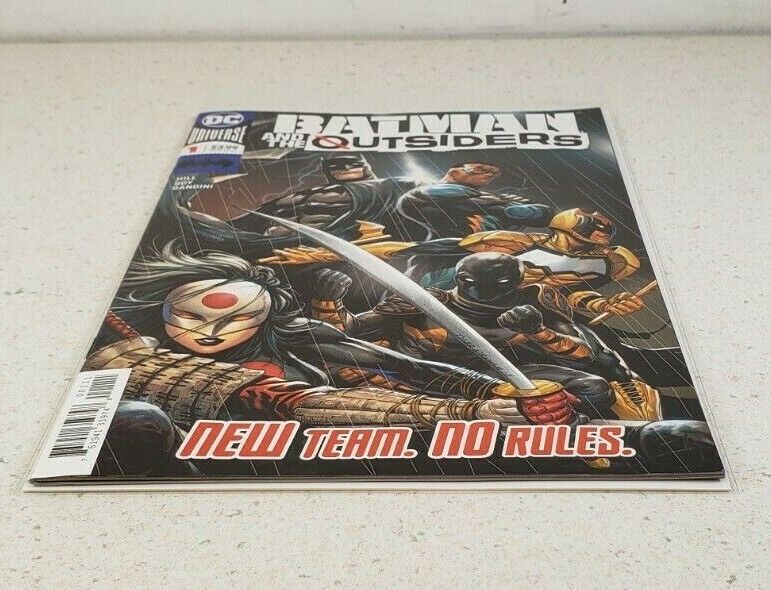 DC
UNIVERSE
1 $3.99
HILL
SOY
GANDINI
BATMAN
AND THE OUTSIDERS
NEW TEAM. NO RULES.